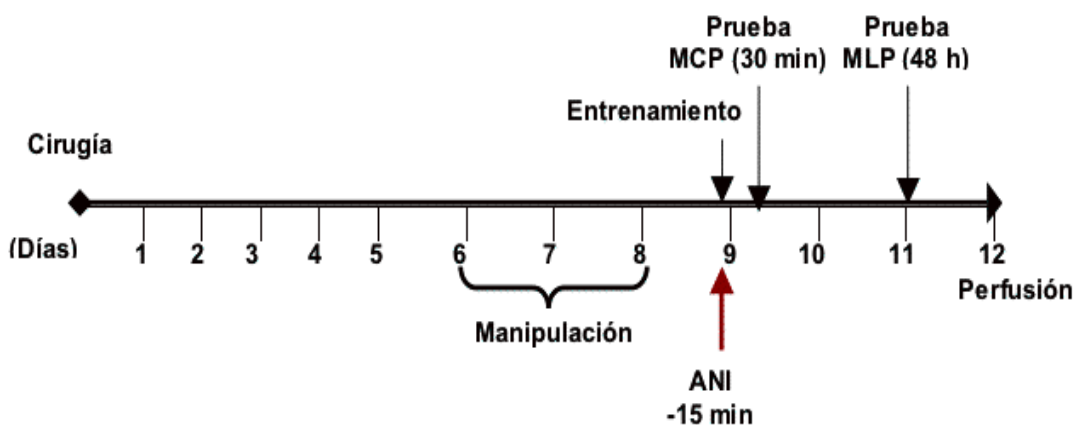 Prueba
MCP (30 min)
Prueba
MLP (48 h)
Entrenamiento
Cirugía
(Días)
1 2 3 4 5 6 7 8 9 10 11 12
Perfusión
Manipulación
ANI
-15 min